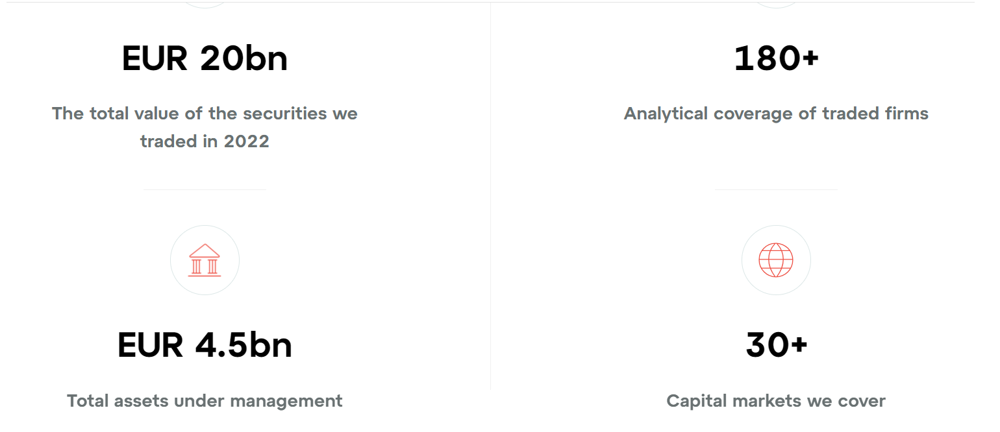 EUR 20bn
The total value of the securities we
traded in 2022
180+
Analytical coverage of traded firms
EUR 4.5bn
Total assets under management
30+
Capital markets we cover